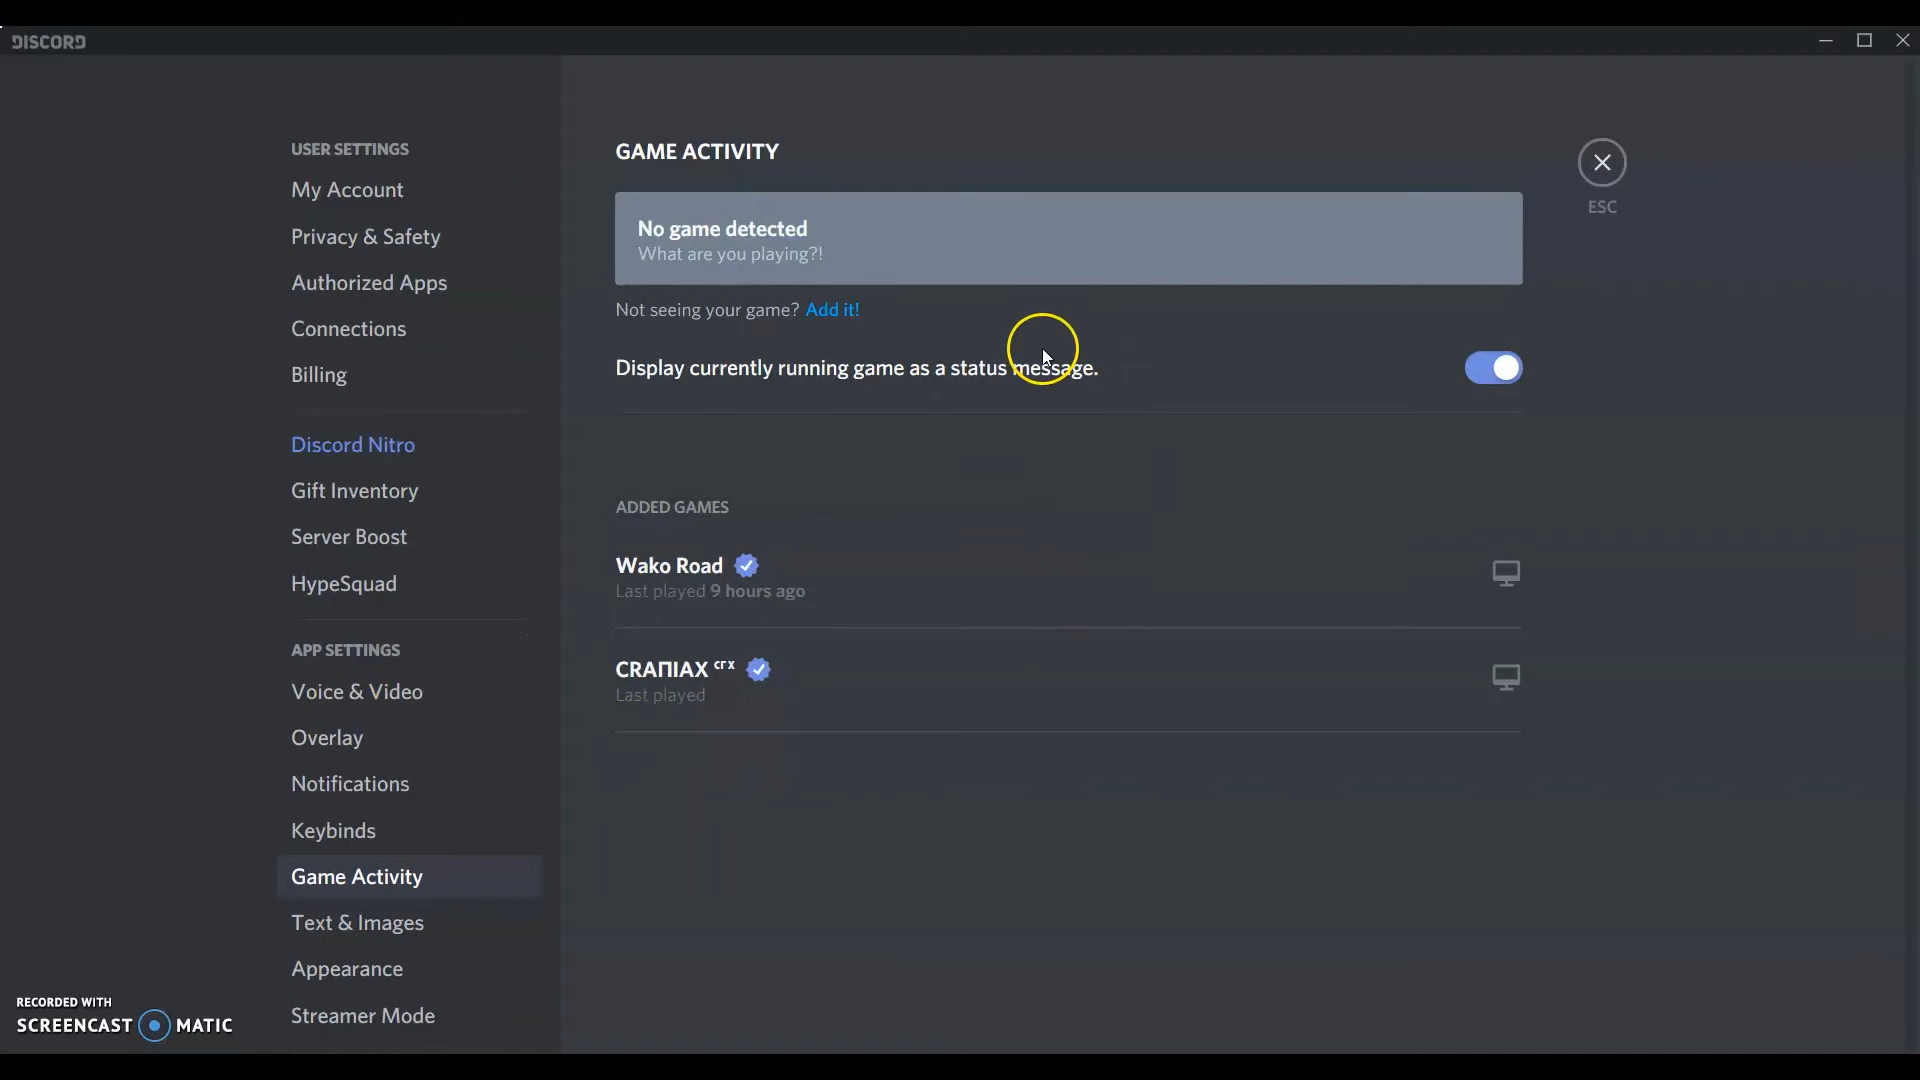 DISCORD
USER SETTINGS
My Account
Privacy & Safety
Authorized Apps
Connections
Billing
Discord Nitro
Gift Inventory
Server Boost
HypeSquad
APP SETTINGS
Voice & Video
Overlay
Notifications
Keybinds
Game Activity
Text & Images
Appearance
Streamer Mode
GAME ACTIVITY
No game detected
What are you playing?!
Not seeing your game? Add it!
Display currently running game as a status message.
ADDED GAMES
Wako Road
Last played 9 hours ago
CRAПIAX ᶜʳˣ
Last played
ESC
RECORDED WITH
SCREENCAST MATIC